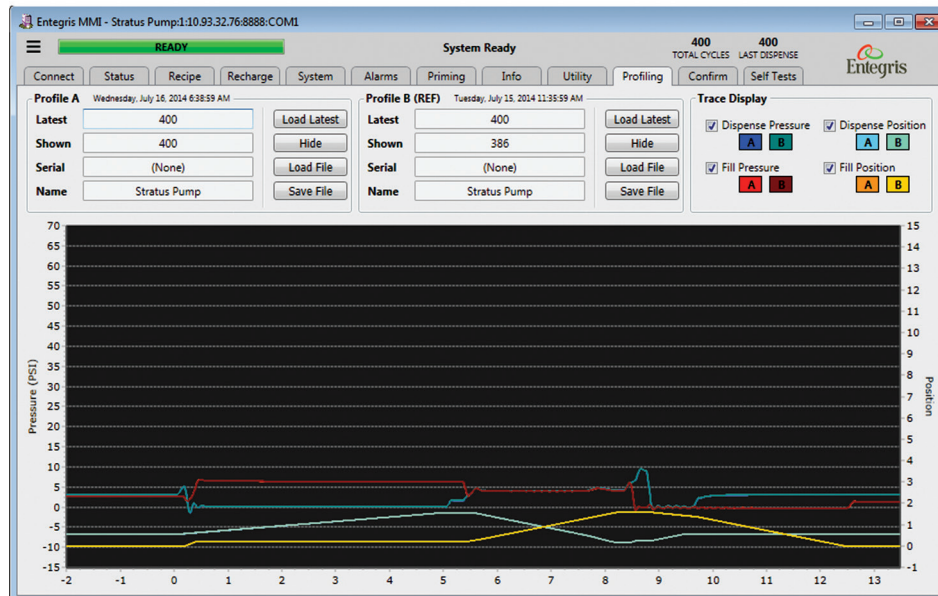 Entegris MMI - Stratus Pump:1:10.93.32.76:8888:COM1
READY
System Ready
400
TOTAL CYCLES
400
LAST DISPENSE
Entegris
Connect Status Recipe Recharge System Alarms Priming Info Utility Profiling Confirm Self Tests
Profile A Wednesday, July 16, 2014 6:38:59 AM
Latest 400 Load Latest
Shown 400 Hide
Serial (None) Load File
Name Stratus Pump Save File
Profile B (REF) Tuesday, July 15, 2014 11:35:59 AM
Latest 400 Load Latest
Shown 386 Hide
Serial (None) Load File
Name Stratus Pump Save File
Trace Display
Dispense Pressure Dispense Position
A B A B
Fill Pressure Fill Position
A B A B
70 15
65 14
60 13
55 12
50 11
45 10
40 9
35 8
30 7
25 6
20 5
15 4
10 3
5 2
0 1
-5 0
-10 -1
-15
Pressure (PSI)
Position
-2 -1 0 1 2 3 4 5 6 7 8 9 10 11 12 13